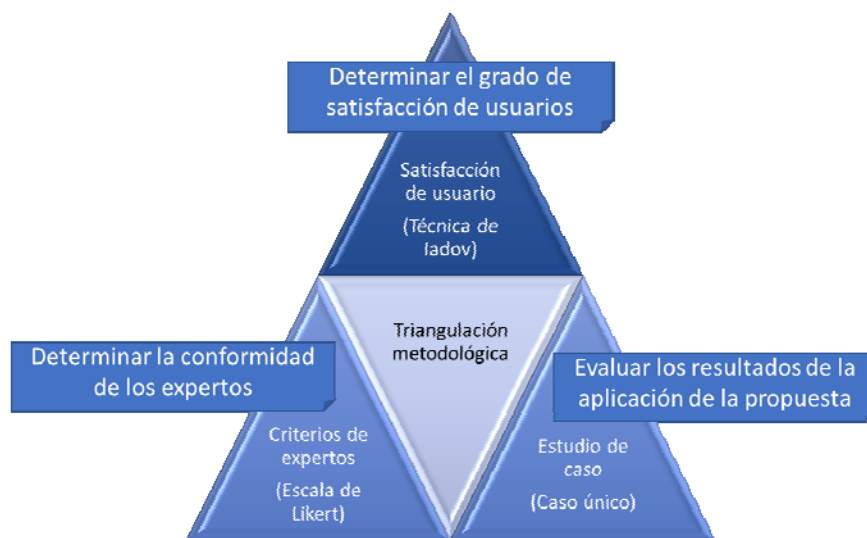 Determinar el grado de
satisfacción de usuarios
Satisfacción
de usuario
(Técnica de
Iadov)
Triangulación
metodológica
Determinar la conformidad
de los expertos
Evaluar los resultados de la
aplicación de la propuesta
Criterios de
expertos
(Escala de
Likert)
Estudio de
caso
(Caso único)